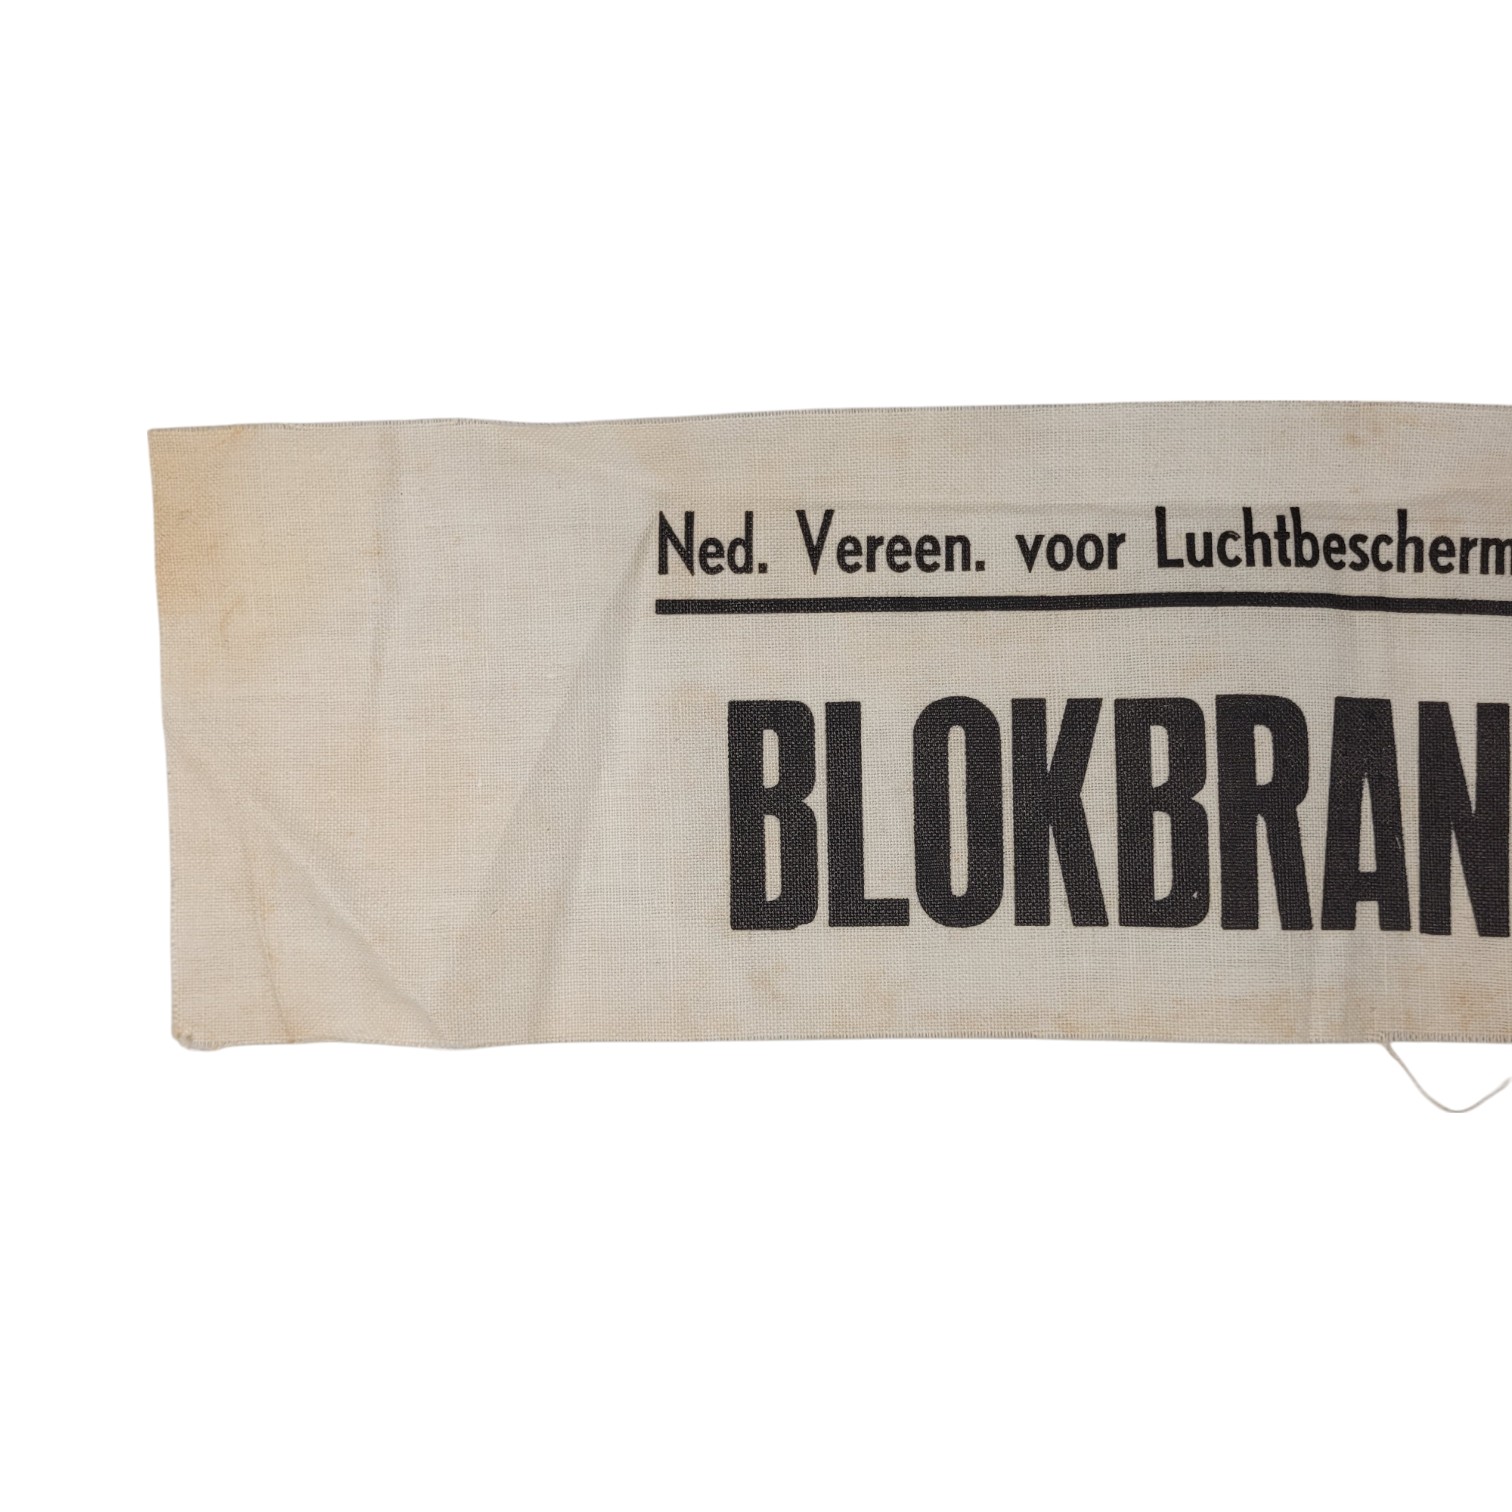 Ned. Vereen. voor Luchtbescherm
BLOKBRAN